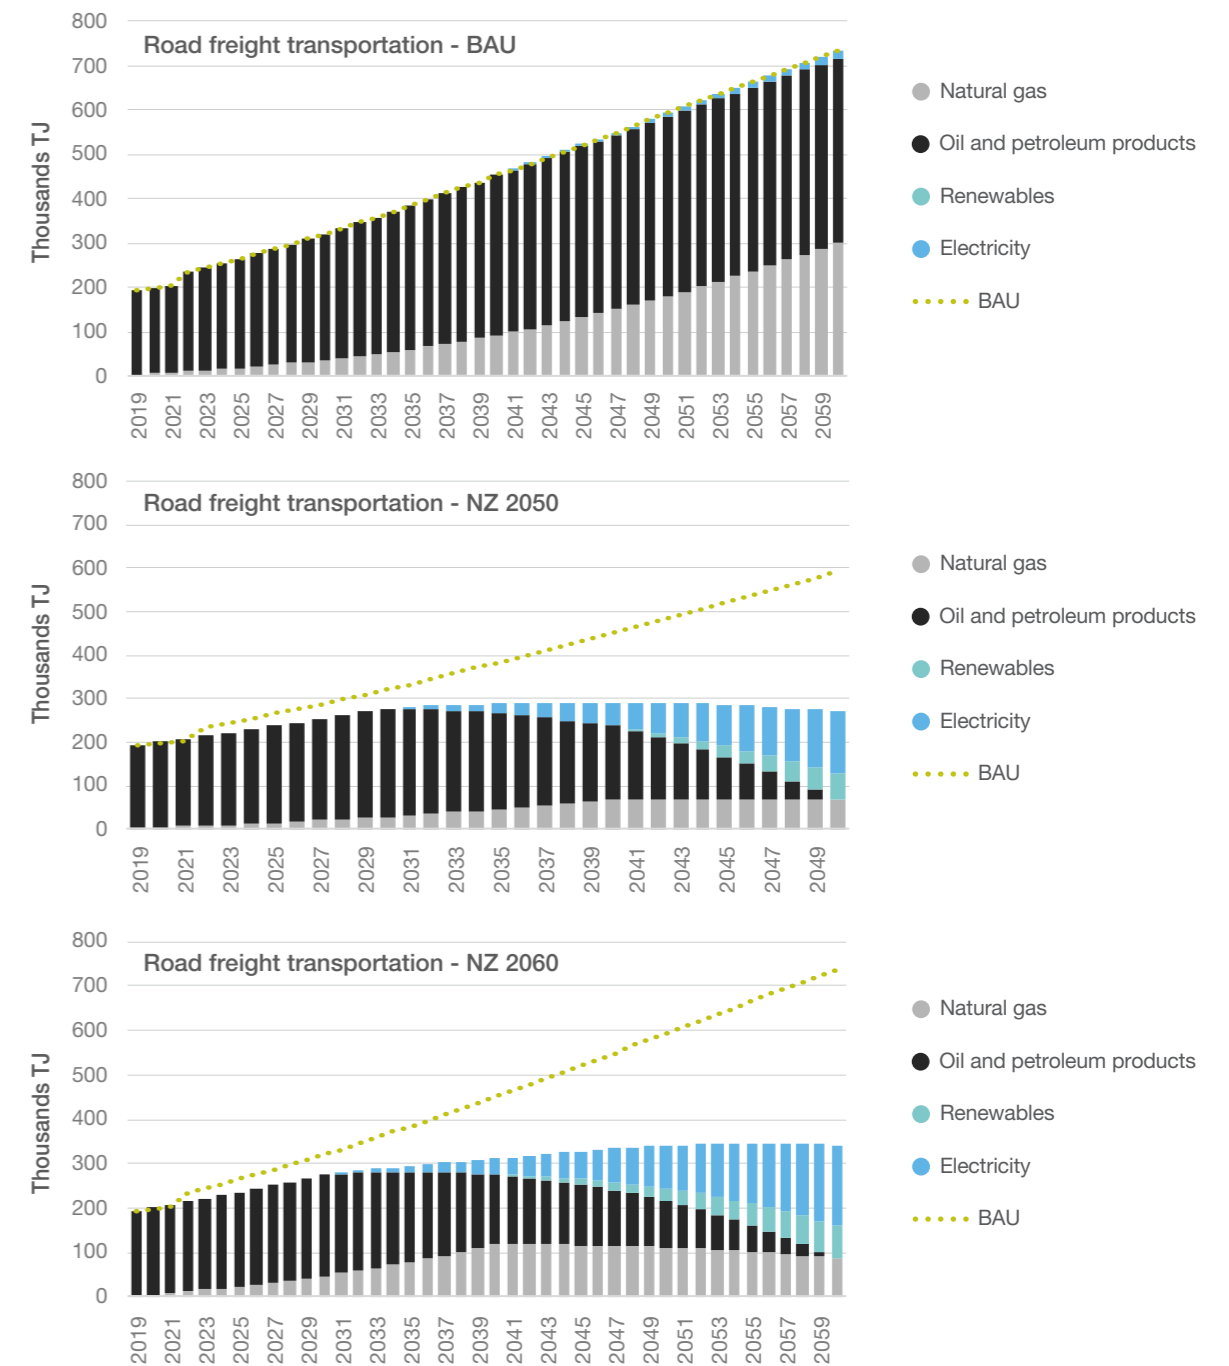 Road freight transportation - BAU
Thousands TJ
800
700
600
500
400
300
200
100
0
2019 2021 2023 2025 2027 2029 2031 2033 2035 2037 2039 2041 2043 2045 2047 2049 2051 2053 2055 2057 2059
Natural gas
Oil and petroleum products
Renewables
Electricity
BAU
Road freight transportation - NZ 2050
Thousands TJ
800
700
600
500
400
300
200
100
0
2019 2021 2023 2025 2027 2029 2031 2033 2035 2037 2039 2041 2043 2045 2047 2049
Natural gas
Oil and petroleum products
Renewables
Electricity
BAU
Road freight transportation - NZ 2060
Thousands TJ
800
700
600
500
400
300
200
100
0
2019 2021 2023 2025 2027 2029 2031 2033 2035 2037 2039 2041 2043 2045 2047 2049 2051 2053 2055 2057 2059
Natural gas
Oil and petroleum products
Renewables
Electricity
BAU